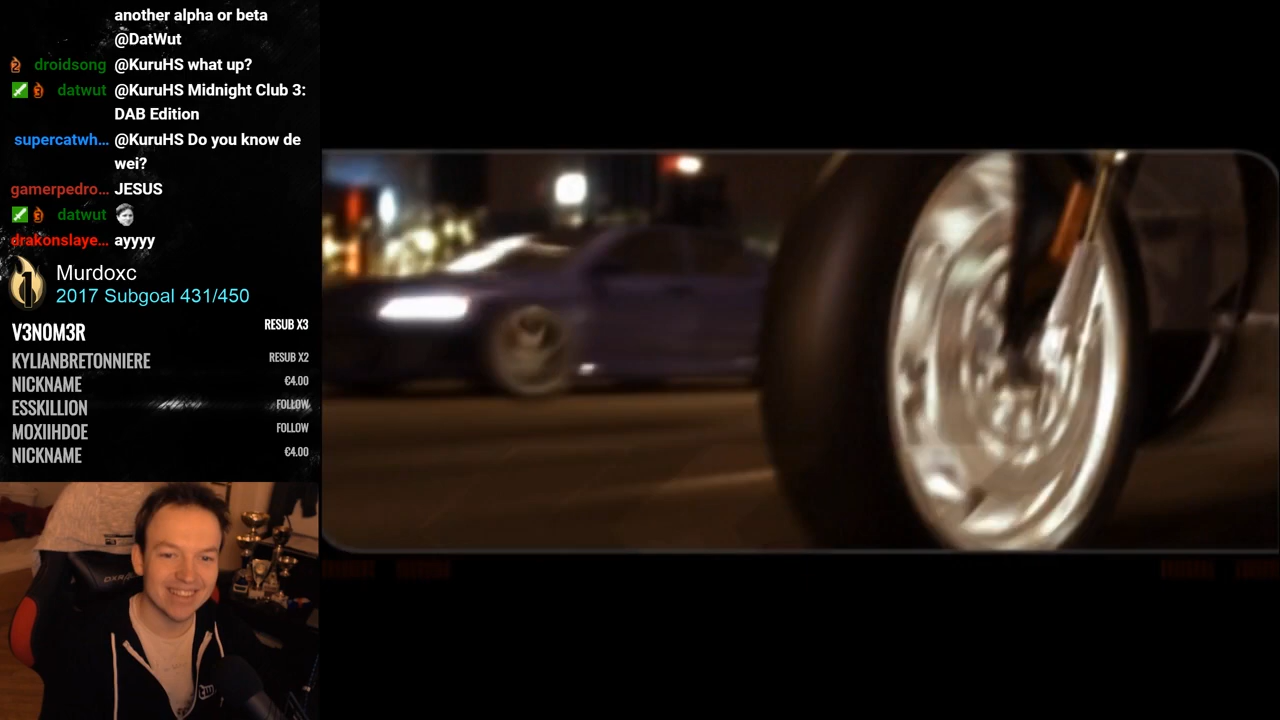 another alpha or beta
@DatWut
droidsong @KuruHS what up?
datwut @KuruHS Midnight Club 3:
DAB Edition
supercatwh… @KuruHS Do you know de
wei?
gamerpedro… JESUS
datwut
drakonslaye… ayyyy
1 Murdoxc
2017 Subgoal 431/450
V3N0M3R RESUB X3
KYLIANBRETONNIERE RESUB X2
NICKNAME €4.00
ESSKILLION FOLLOW
MOXIIHDOE FOLLOW
NICKNAME €4.00